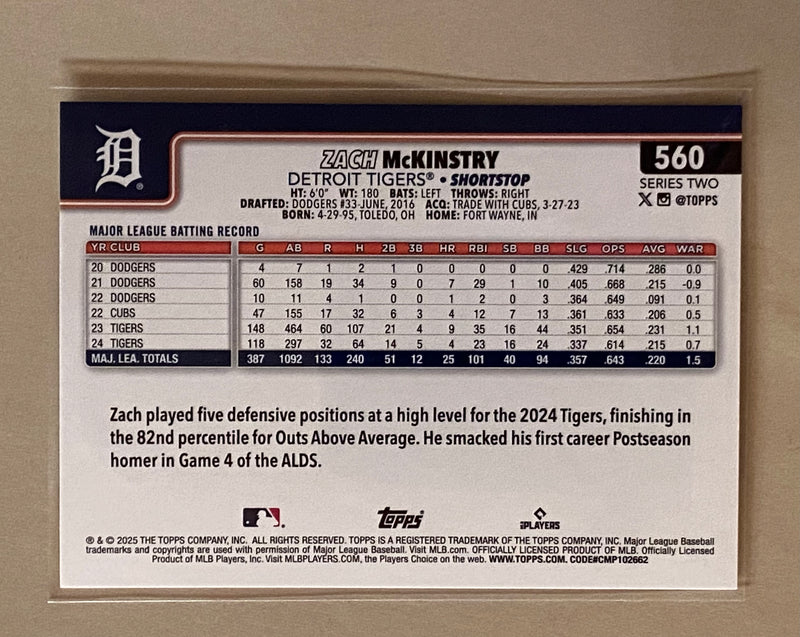 D ®
ZACH McKINSTRY
560
DETROIT TIGERS® • SHORTSTOP
SERIES TWO
HT: 6'0" WT: 180 BATS: LEFT THROWS: RIGHT
@TOPPS
DRAFTED: DODGERS #33-JUNE, 2016 ACQ: TRADE WITH CUBS, 3-27-23
BORN: 4-29-95, TOLEDO, OH HOME: FORT WAYNE, IN
MAJOR LEAGUE BATTING RECORD
YR CLUB G AB R H 2B 3B HR RBI SB BB SLG OPS AVG WAR
20 DODGERS 4 7 1 2 1 0 0 0 0 0 .429 .714 .286 0.0
21 DODGERS 60 158 19 34 9 0 7 29 1 10 .405 .668 .215 -0.9
22 DODGERS 10 11 4 1 0 0 1 2 0 3 .364 .649 .091 0.1
22 CUBS 47 155 17 32 6 3 4 12 7 13 .361 .633 .206 0.5
23 TIGERS 148 464 60 107 21 4 9 35 16 44 .351 .654 .231 1.1
24 TIGERS 118 297 32 64 14 5 4 23 16 24 .337 .614 .215 0.7
MAJ. LEA. TOTALS 387 1092 133 240 51 12 25 101 40 94 .357 .643 .220 1.5
Zach played five defensive positions at a high level for the 2024 Tigers, finishing in
the 82nd percentile for Outs Above Average. He smacked his first career Postseason
homer in Game 4 of the ALDS.
Topps
PLAYERS
® & © 2025 THE TOPPS COMPANY, INC. ALL RIGHTS RESERVED. TOPPS IS A REGISTERED TRADEMARK OF THE TOPPS COMPANY, INC. Major League Baseball
trademarks and copyrights are used with permission of Major League Baseball. Visit MLB.com. OFFICIALLY LICENSED PRODUCT OF MLB. Officially Licensed
Product of MLB Players, Inc. Visit MLBPLAYERS.COM, the Players Choice on the web. WWW.TOPPS.COM. CODE#CMP102662